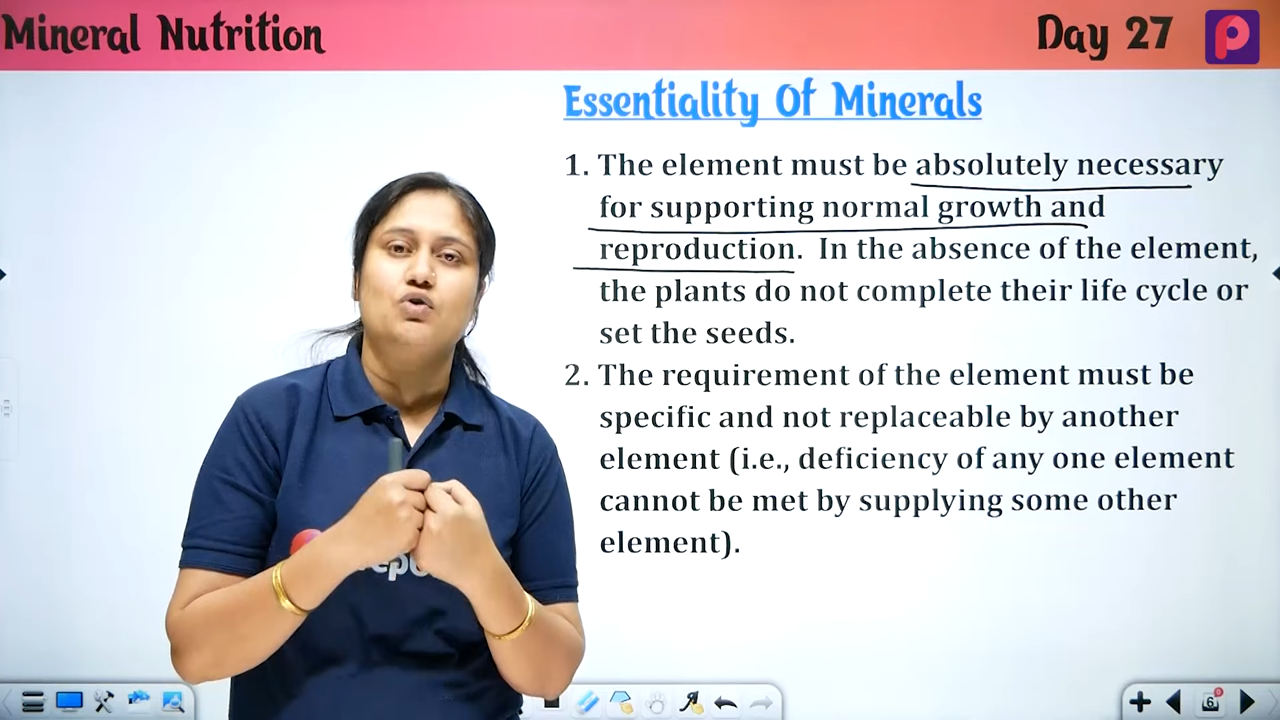 Mineral Nutrition
Day 27
Essentiality Of Minerals
1. The element must be absolutely necessary
for supporting normal growth and
reproduction. In the absence of the element,
the plants do not complete their life cycle or
set the seeds.
2. The requirement of the element must be
specific and not replaceable by another
element (i.e., deficiency of any one element
cannot be met by supplying some other
element).
6